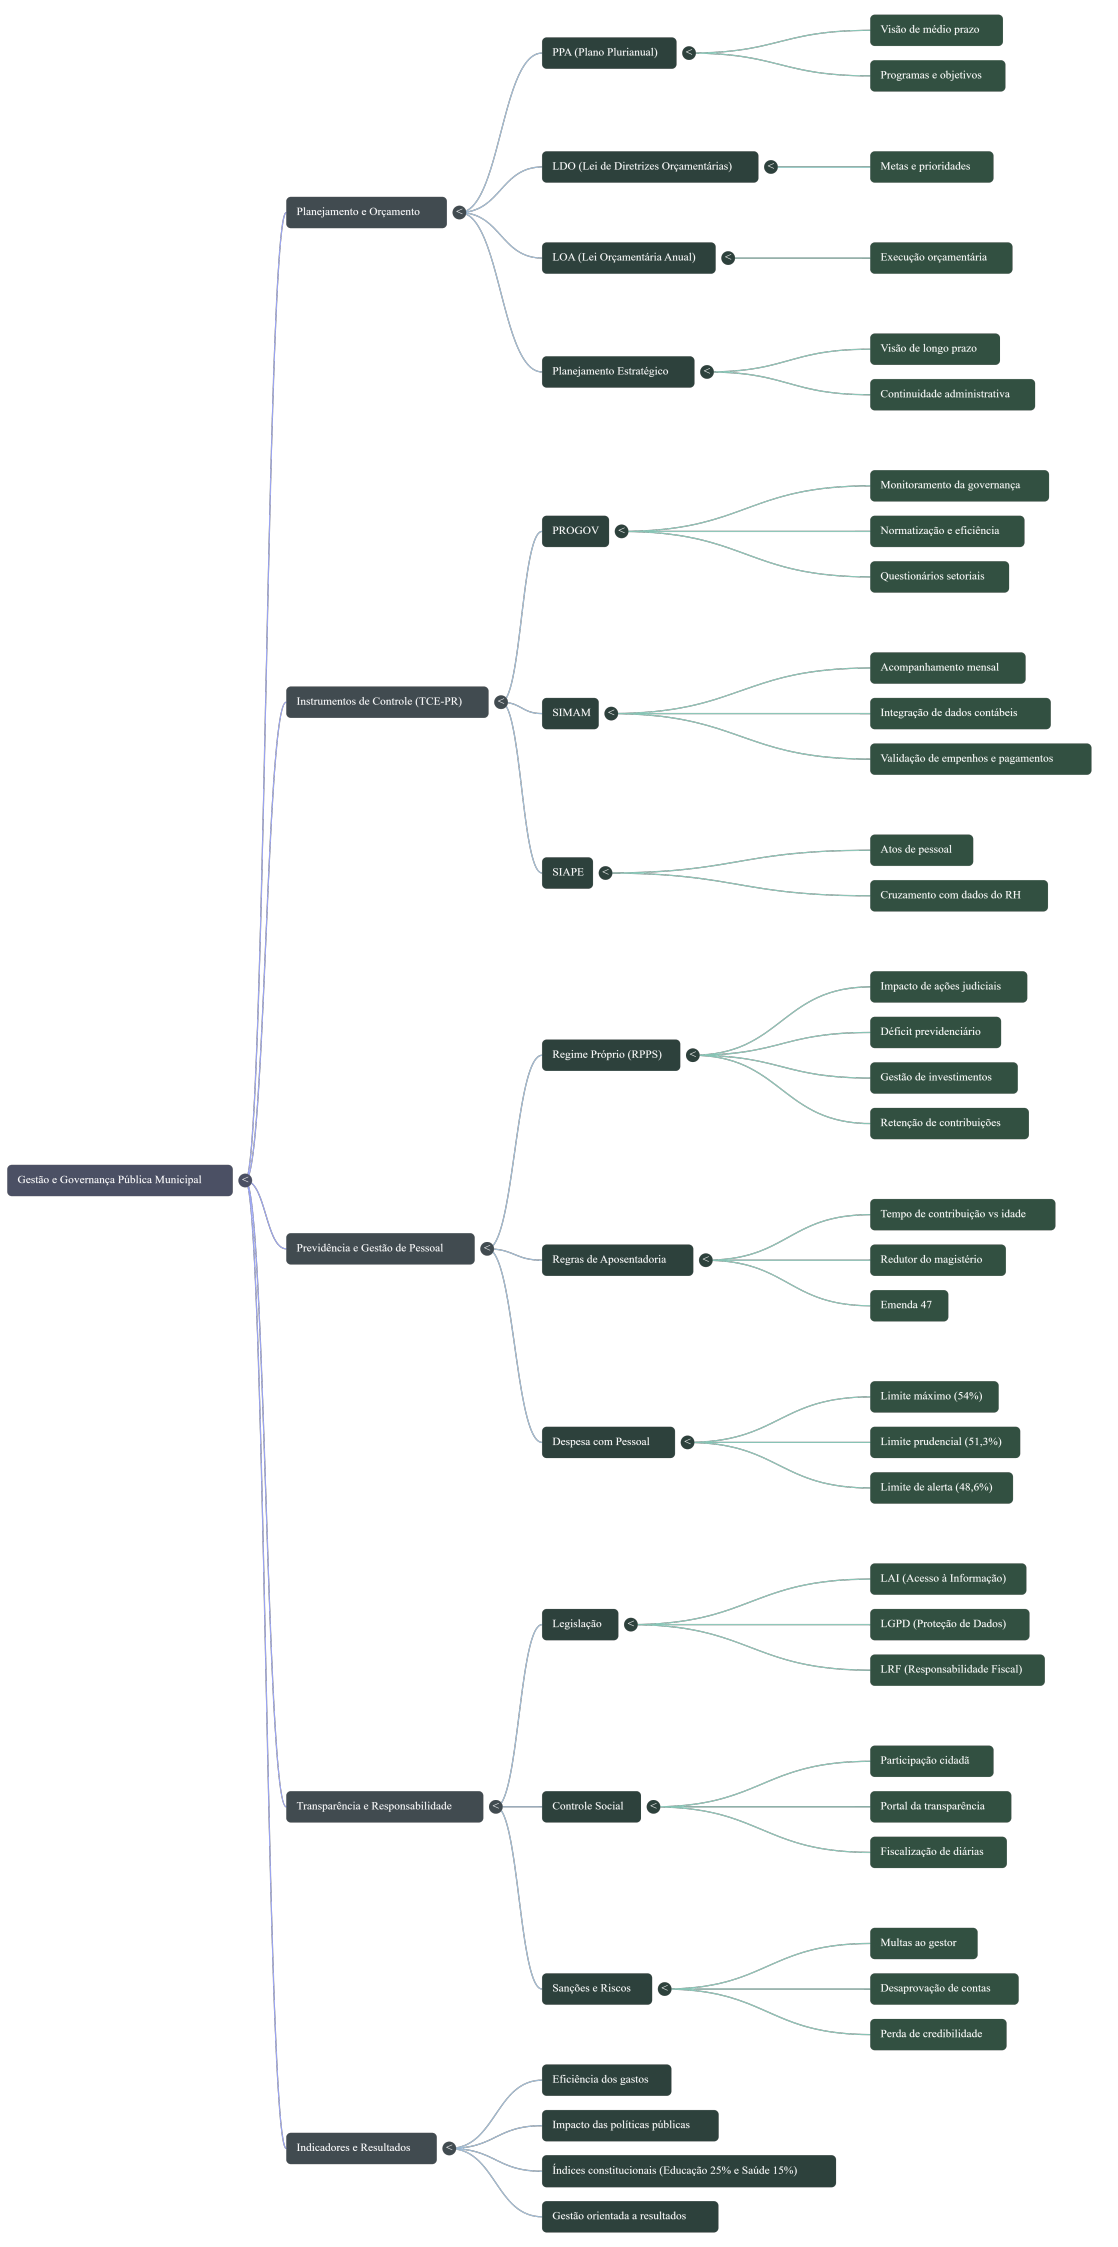 Gestão e Governança Pública Municipal
<
Planejamento e Orçamento
<
PPA (Plano Plurianual)
<
Visão de médio prazo
Programas e objetivos
LDO (Lei de Diretrizes Orçamentárias)
<
Metas e prioridades
LOA (Lei Orçamentária Anual)
<
Execução orçamentária
Planejamento Estratégico
<
Visão de longo prazo
Continuidade administrativa
Instrumentos de Controle (TCE-PR)
<
PROGOV
<
Monitoramento da governança
Normatização e eficiência
Questionários setoriais
SIMAM
<
Acompanhamento mensal
Integração de dados contábeis
Validação de empenhos e pagamentos
SIAPE
<
Atos de pessoal
Cruzamento com dados do RH
Previdência e Gestão de Pessoal
<
Regime Próprio (RPPS)
<
Impacto de ações judiciais
Déficit previdenciário
Gestão de investimentos
Retenção de contribuições
Regras de Aposentadoria
<
Tempo de contribuição vs idade
Redutor do magistério
Emenda 47
Despesa com Pessoal
<
Limite máximo (54%)
Limite prudencial (51,3%)
Limite de alerta (48,6%)
Transparência e Responsabilidade
<
Legislação
<
LAI (Acesso à Informação)
LGPD (Proteção de Dados)
LRF (Responsabilidade Fiscal)
Controle Social
<
Participação cidadã
Portal da transparência
Fiscalização de diárias
Sanções e Riscos
<
Multas ao gestor
Desaprovação de contas
Perda de credibilidade
Indicadores e Resultados
<
Eficiência dos gastos
Impacto das políticas públicas
Índices constitucionais (Educação 25% e Saúde 15%)
Gestão orientada a resultados